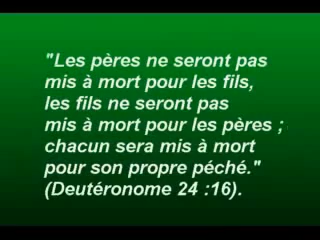 "Les pères ne seront pas
mis à mort pour les fils,
les fils ne seront pas
mis à mort pour les pères ;
chacun sera mis à mort
pour son propre péché."
(Deutéronome 24 :16).